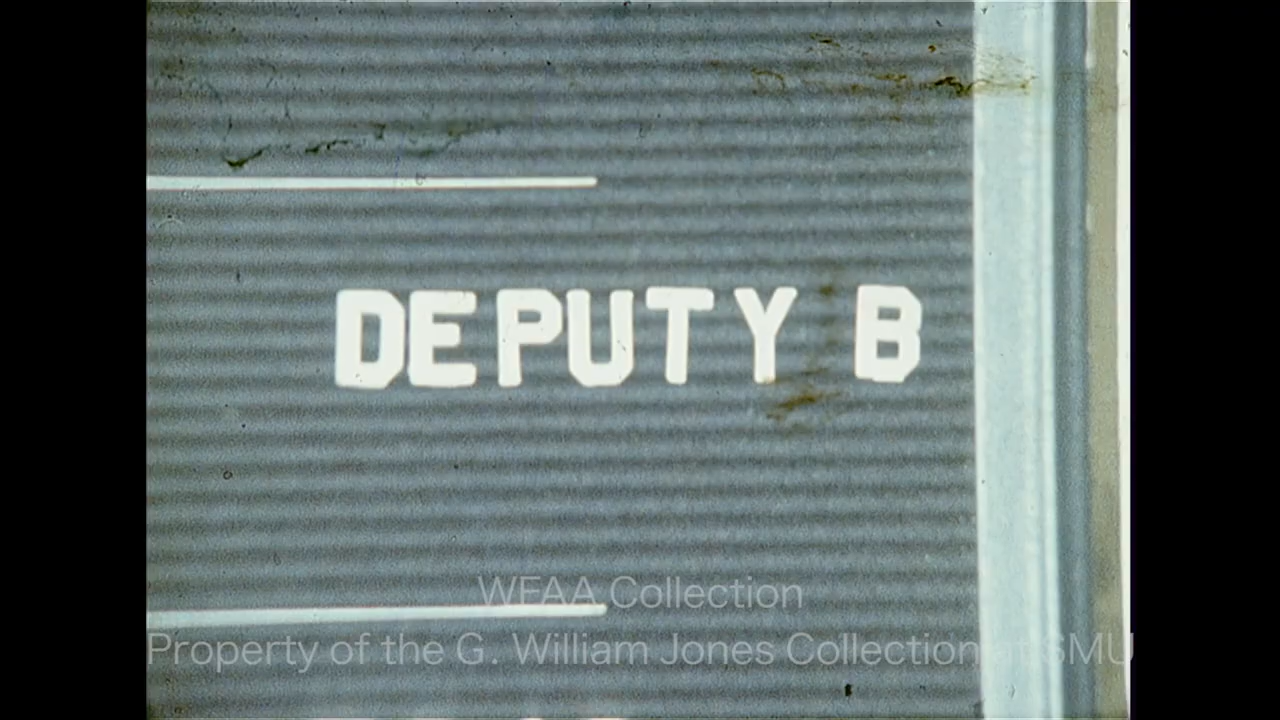 DEPUTY B
WFAA Collection
Property of the G. William Jones Collection at SMU